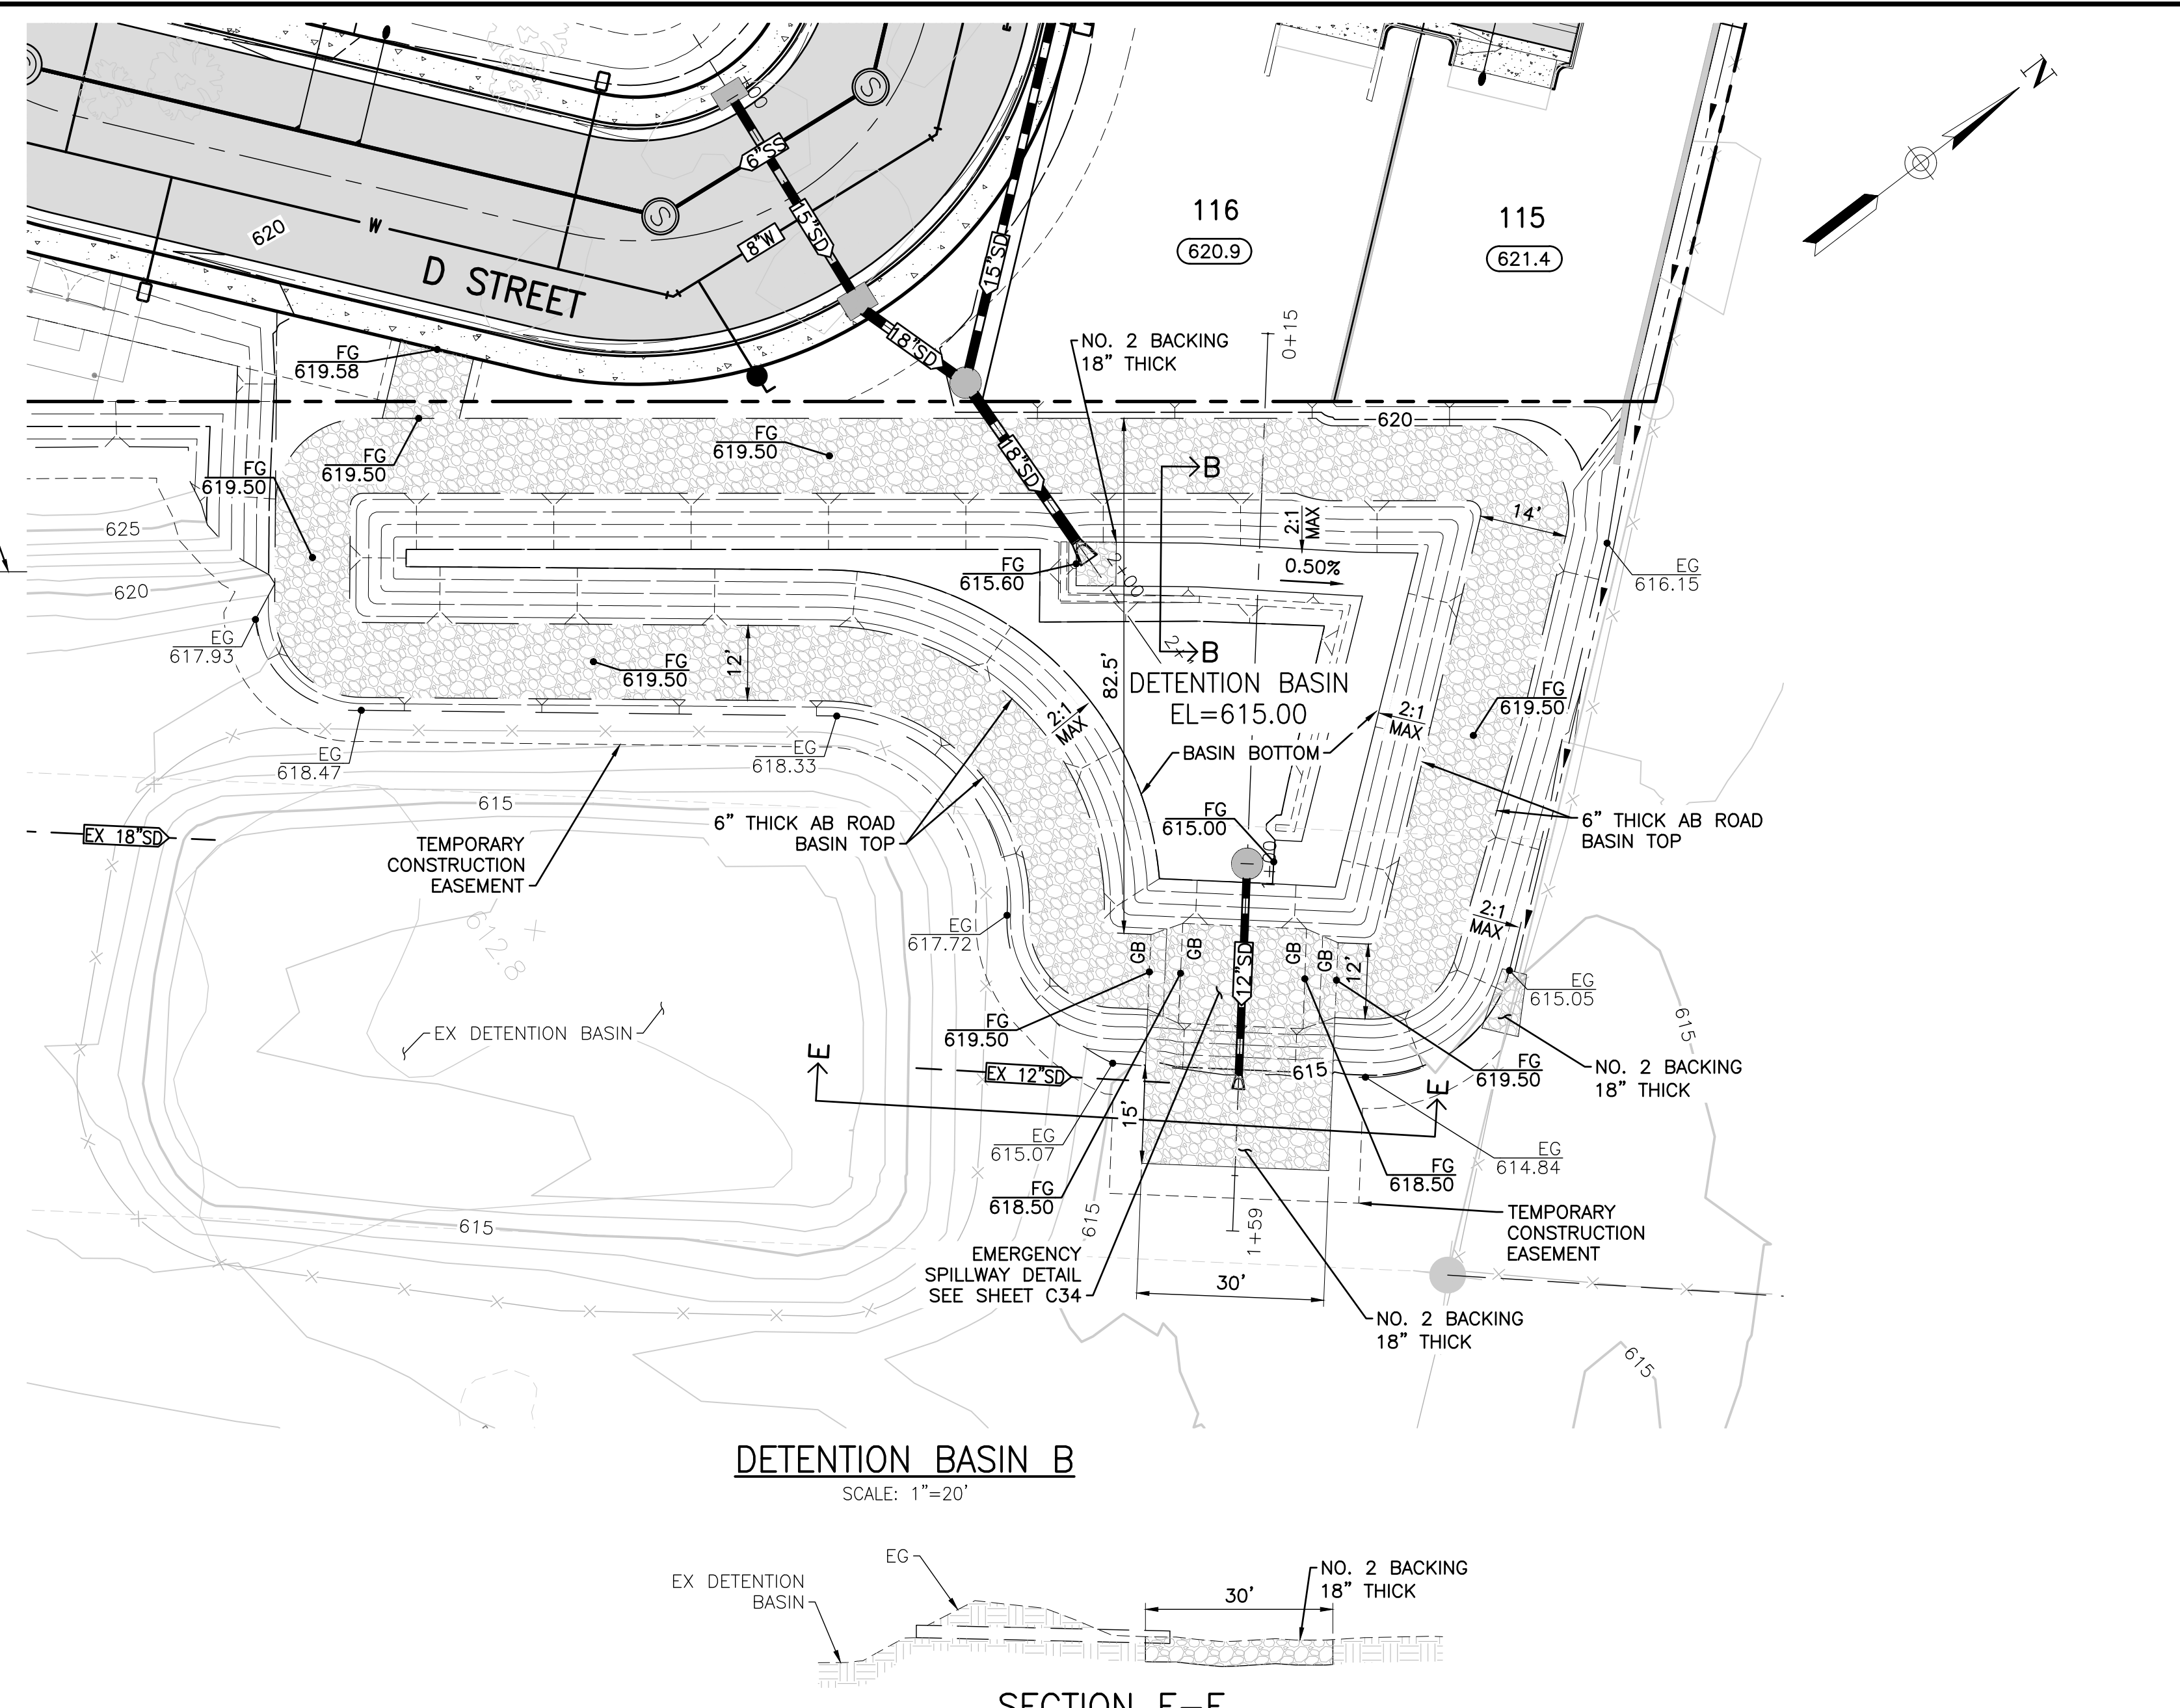 1+00
6"SS
15"SD
8"W
W
620
D STREET
18"SD
15"SD
116
620.9
115
621.4
N
0+15
NO. 2 BACKING
18" THICK
FG
619.58
FG
619.50
FG
619.50
FG
619.50
18"SD
B
620
2:1
MAX
14'
625
620
FG
615.60
2+00
0.50%
EG
616.15
EG
617.93
FG
619.50
12'
82.5'
B
DETENTION BASIN
EL=615.00
2:1
MAX
2:1
MAX
FG
619.50
EG
618.47
EG
618.33
BASIN BOTTOM
615
EX 18"SD
TEMPORARY
CONSTRUCTION
EASEMENT
6" THICK AB ROAD
BASIN TOP
FG
615.00
6" THICK AB ROAD
BASIN TOP
612.8
EG
617.72
GB
GB
12"SD
GB
GB
12'
2:1
MAX
EG
615.05
EX DETENTION BASIN
FG
619.50
E
EX 12"SD
615
E
FG
619.50
NO. 2 BACKING
18" THICK
615
15'
EG
615.07
EG
614.84
FG
618.50
FG
618.50
615
615
1+59
TEMPORARY
CONSTRUCTION
EASEMENT
EMERGENCY
SPILLWAY DETAIL
SEE SHEET C34
30'
NO. 2 BACKING
18" THICK
615
DETENTION BASIN B
SCALE: 1"=20'
EG
EX DETENTION
BASIN
30'
NO. 2 BACKING
18" THICK
SECTION E-E